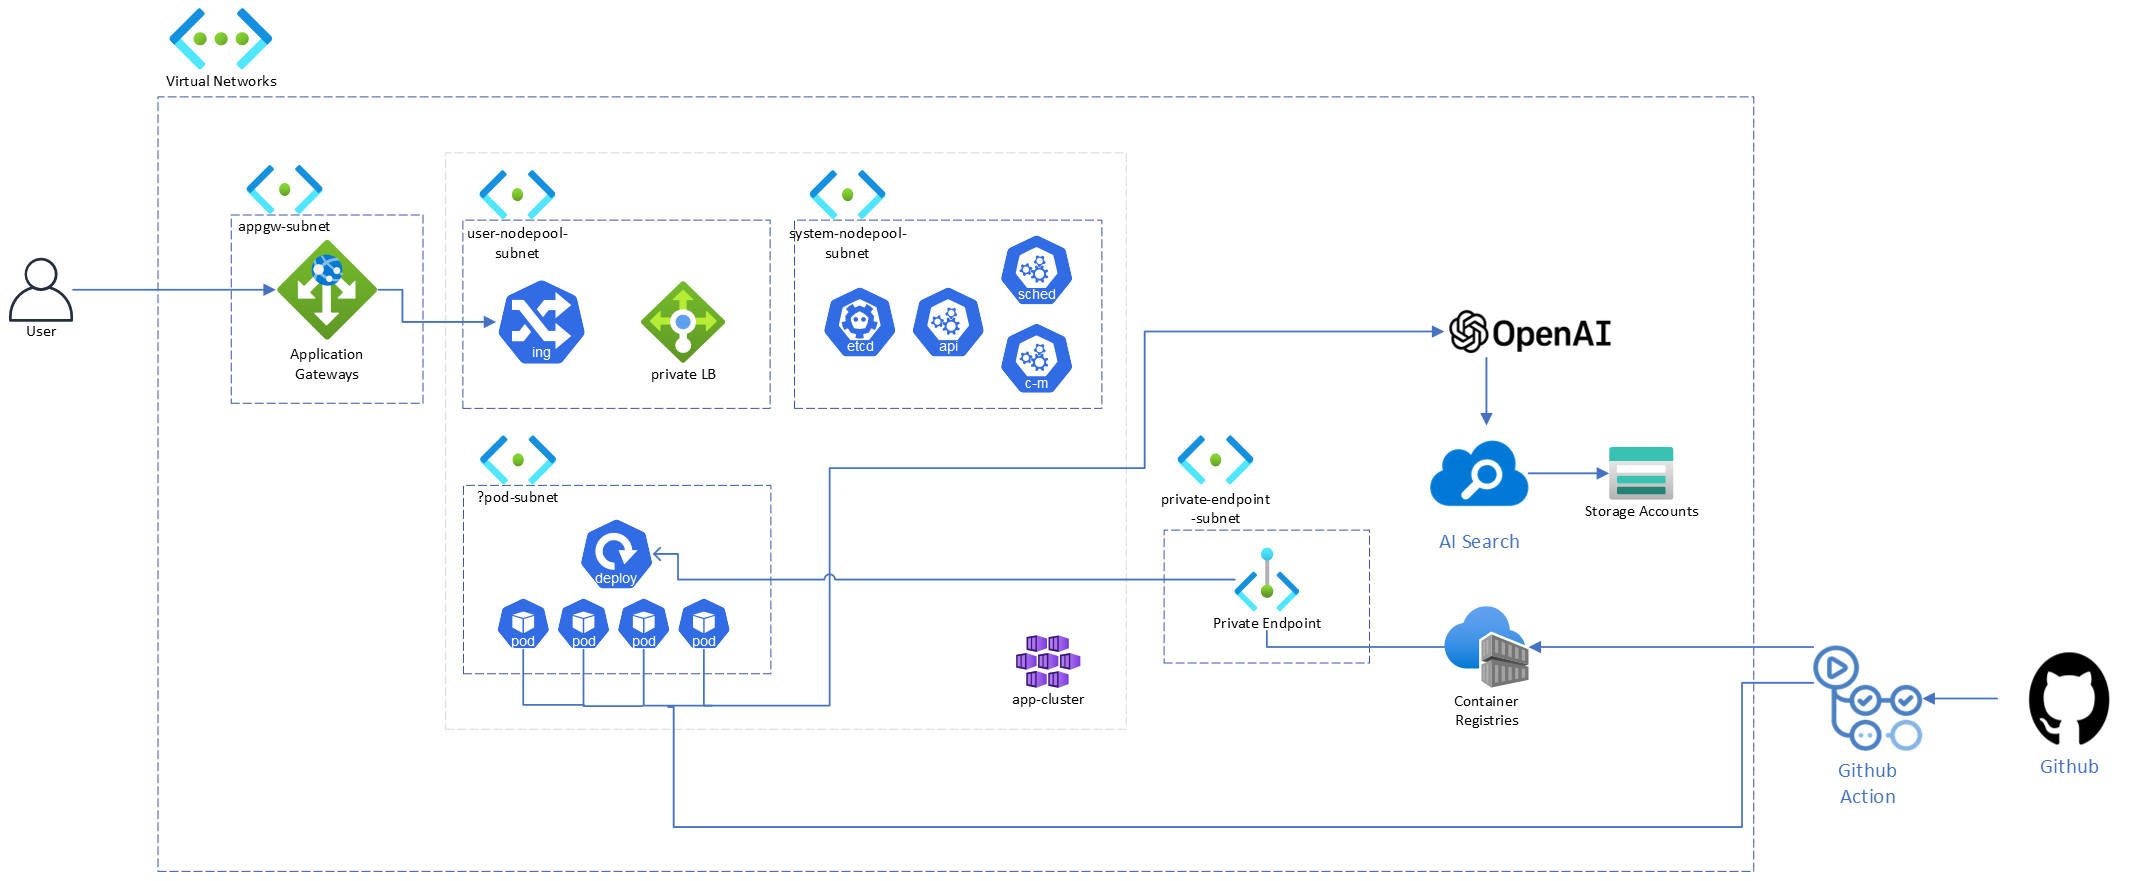 Virtual Networks
appgw-subnet
user-nodepool-
subnet
system-nodepool-
subnet
sched
etcd
api
c-m
ing
private LB
User
Application
Gateways
OpenAI
?pod-subnet
private-endpoint
-subnet
Storage Accounts
AI Search
deploy
pod
pod
pod
pod
Private Endpoint
app-cluster
Container
Registries
Github
Action
Github